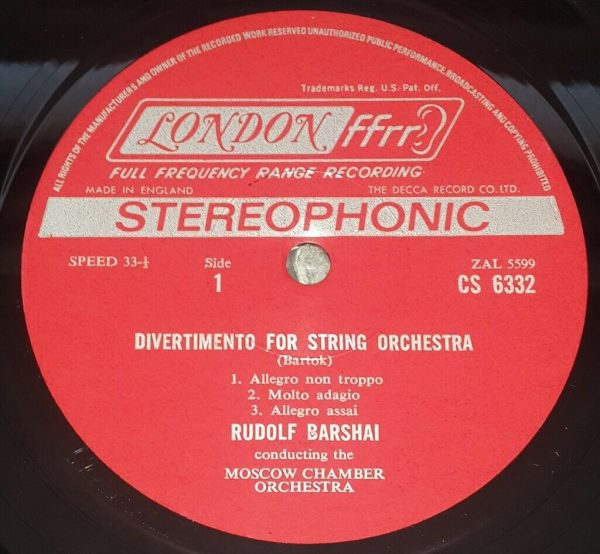 ALL RIGHTS OF THE MANUFACTURERS AND OWNER OF THE RECORDED WORK RESERVED UNAUTHORIZED PUBLIC PERFORMANCE, BROADCASTING AND COPYING PROHIBITED
Trademarks Reg. U.S. Pat. Off.
LONDON ffrr
FULL FREQUENCY RANGE RECORDING
MADE IN ENGLAND THE DECCA RECORD CO. LTD.
STEREOPHONIC
SPEED 33-⅓ Side ZAL 5599
1 CS 6332
DIVERTIMENTO FOR STRING ORCHESTRA
(Bartok)
1. Allegro non troppo
2. Molto adagio
3. Allegro assai
RUDOLF BARSHAI
conducting the
MOSCOW CHAMBER
ORCHESTRA